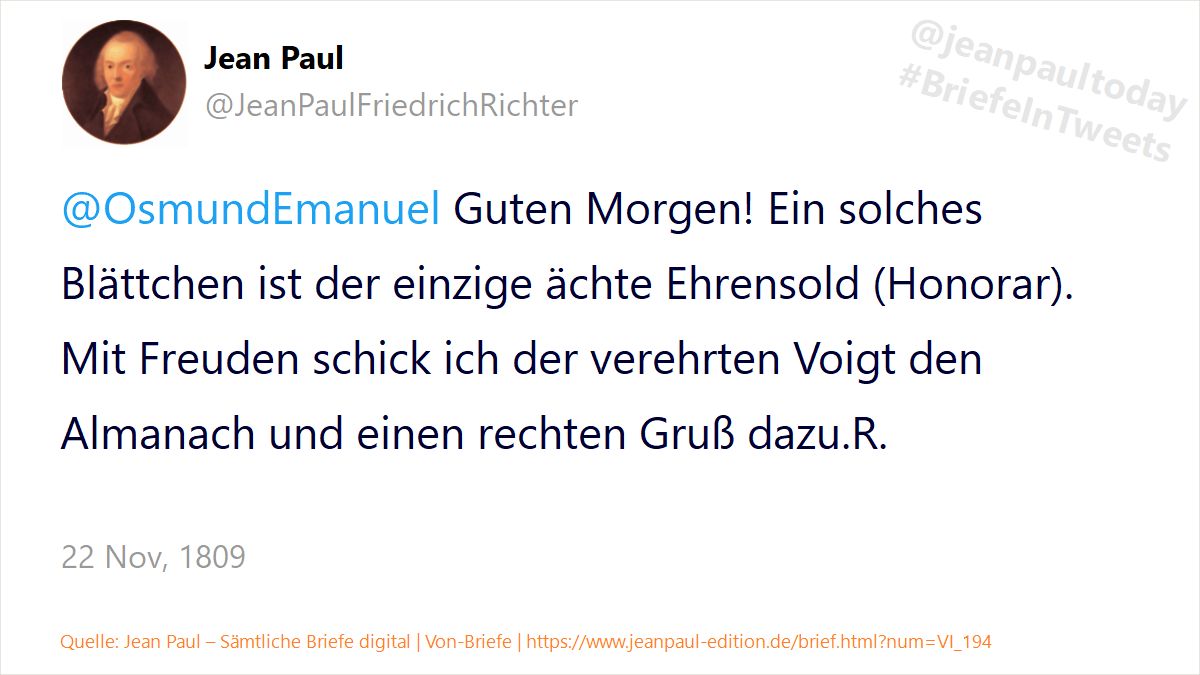 Jean Paul
@JeanPaulFriedrichRichter
@jeanpaultoday
#BriefeInTweets
@OsmundEmanuel Guten Morgen! Ein solches
Blättchen ist der einzige ächte Ehrensold (Honorar).
Mit Freuden schick ich der verehrten Voigt den
Almanach und einen rechten Gruß dazu.R.
22 Nov, 1809
Quelle: Jean Paul – Sämtliche Briefe digital | Von-Briefe | https://www.jeanpaul-edition.de/brief.html?num=VI_194